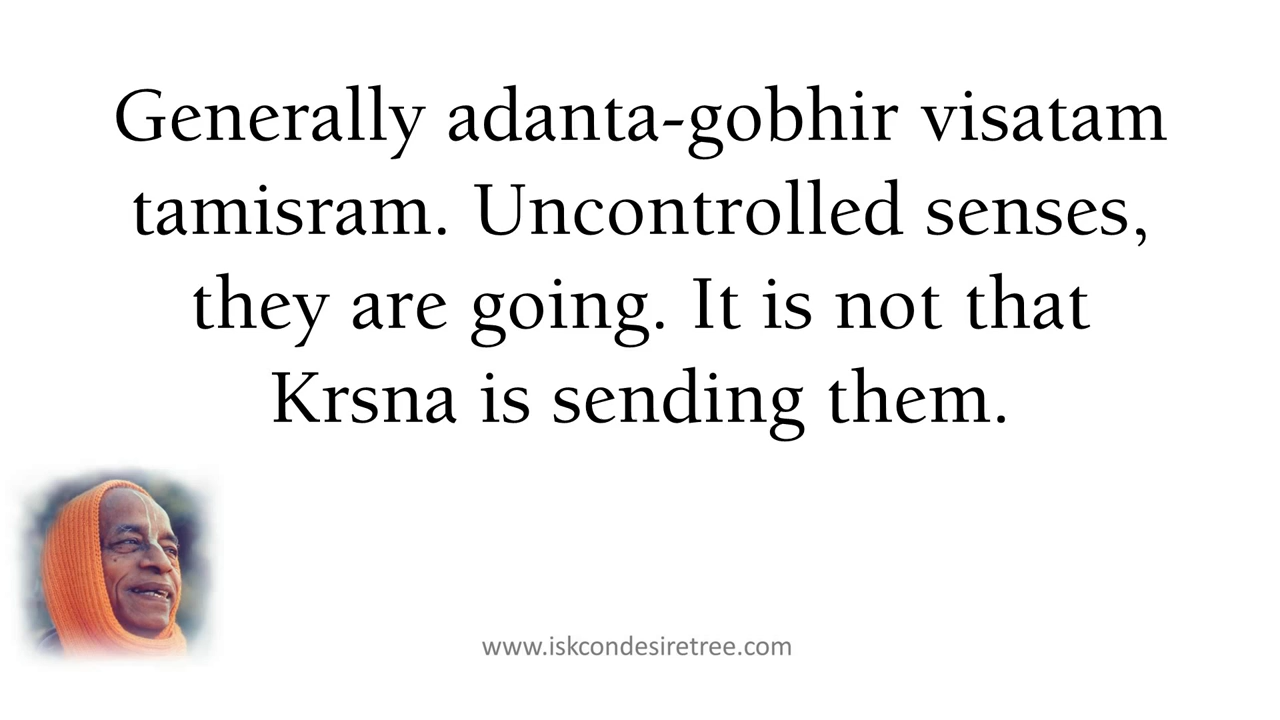 Generally adanta-gobhir visatam
tamisram. Uncontrolled senses,
they are going. It is not that
Krsna is sending them.
www.iskcondesiretree.com